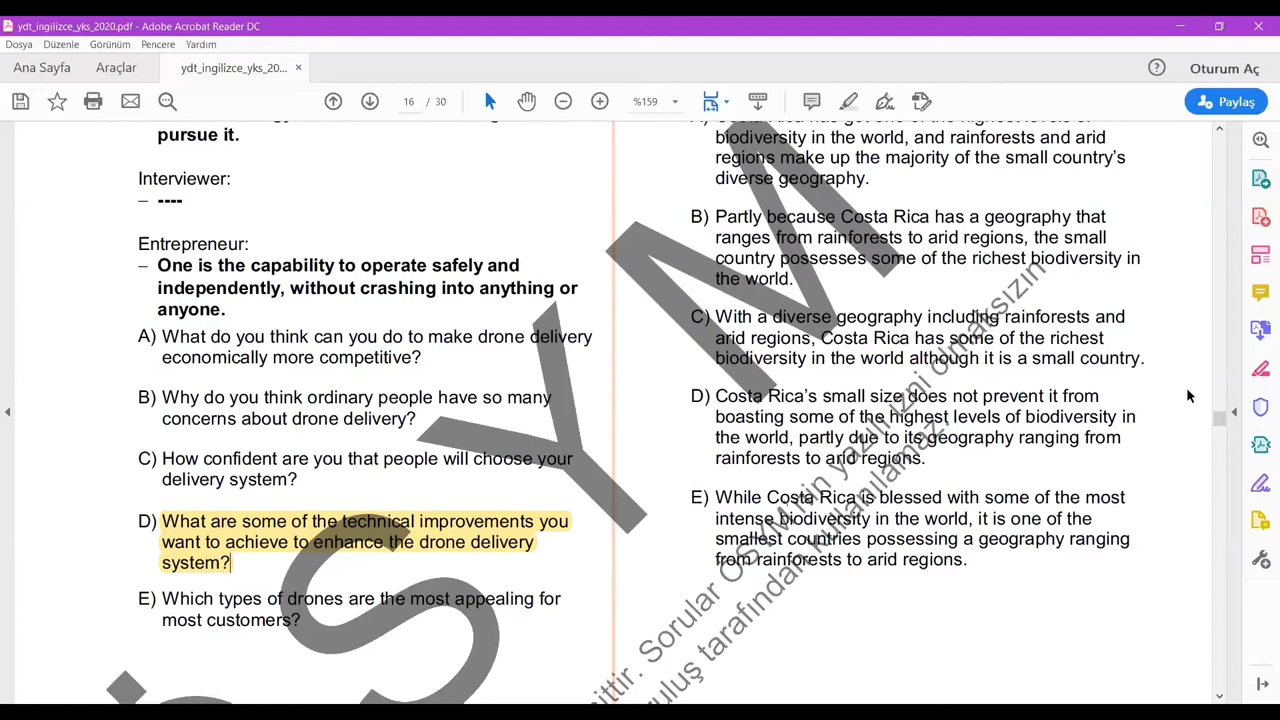 ydt_ingilizce_yks_2020.pdf - Adobe Acrobat Reader DC
Dosya Düzenle Görünüm Pencere Yardım
Ana Sayfa Araçlar ydt_ingilizce_yks_20... × Oturum Aç
16 / 30 %159 Paylaş
pursue it.
Interviewer:
– ----
Entrepreneur:
– One is the capability to operate safely and
independently, without crashing into anything or
anyone.
A) What do you think can you do to make drone delivery
economically more competitive?
B) Why do you think ordinary people have so many
concerns about drone delivery?
C) How confident are you that people will choose your
delivery system?
D) What are some of the technical improvements you
want to achieve to enhance the drone delivery
system?
E) Which types of drones are the most appealing for
most customers?
biodiversity in the world, and rainforests and arid
regions make up the majority of the small country's
diverse geography.
B) Partly because Costa Rica has a geography that
ranges from rainforests to arid regions, the small
country possesses some of the richest biodiversity in
the world.
C) With a diverse geography including rainforests and
arid regions, Costa Rica has some of the richest
biodiversity in the world although it is a small country.
D) Costa Rica's small size does not prevent it from
boasting some of the highest levels of biodiversity in
the world, partly due to its geography ranging from
rainforests to arid regions.
E) While Costa Rica is blessed with some of the most
intense biodiversity in the world, it is one of the
smallest countries possessing a geography ranging
from rainforests to arid regions.
SYM
Sorular ÖSYM'nin yazılı izni olmaksızın
tarafından kullanılamaz.